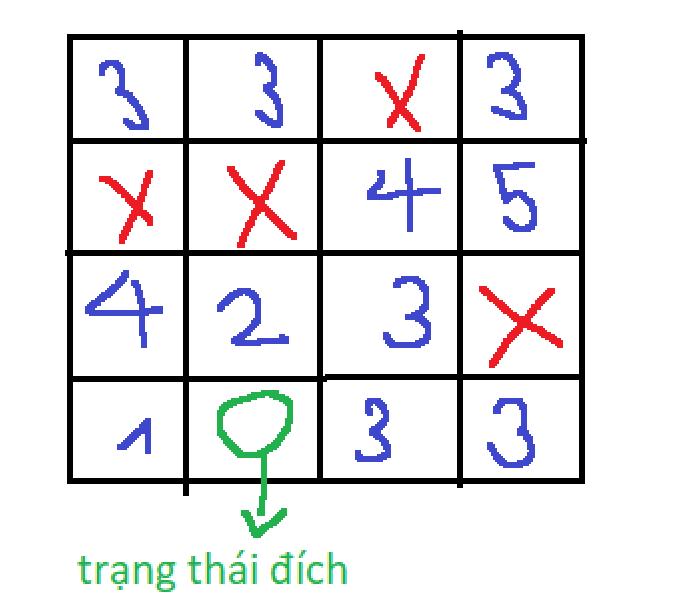 3 3 X 3
X X 4 5
4 2 3 X
1 O 3 3
trạng thái đích